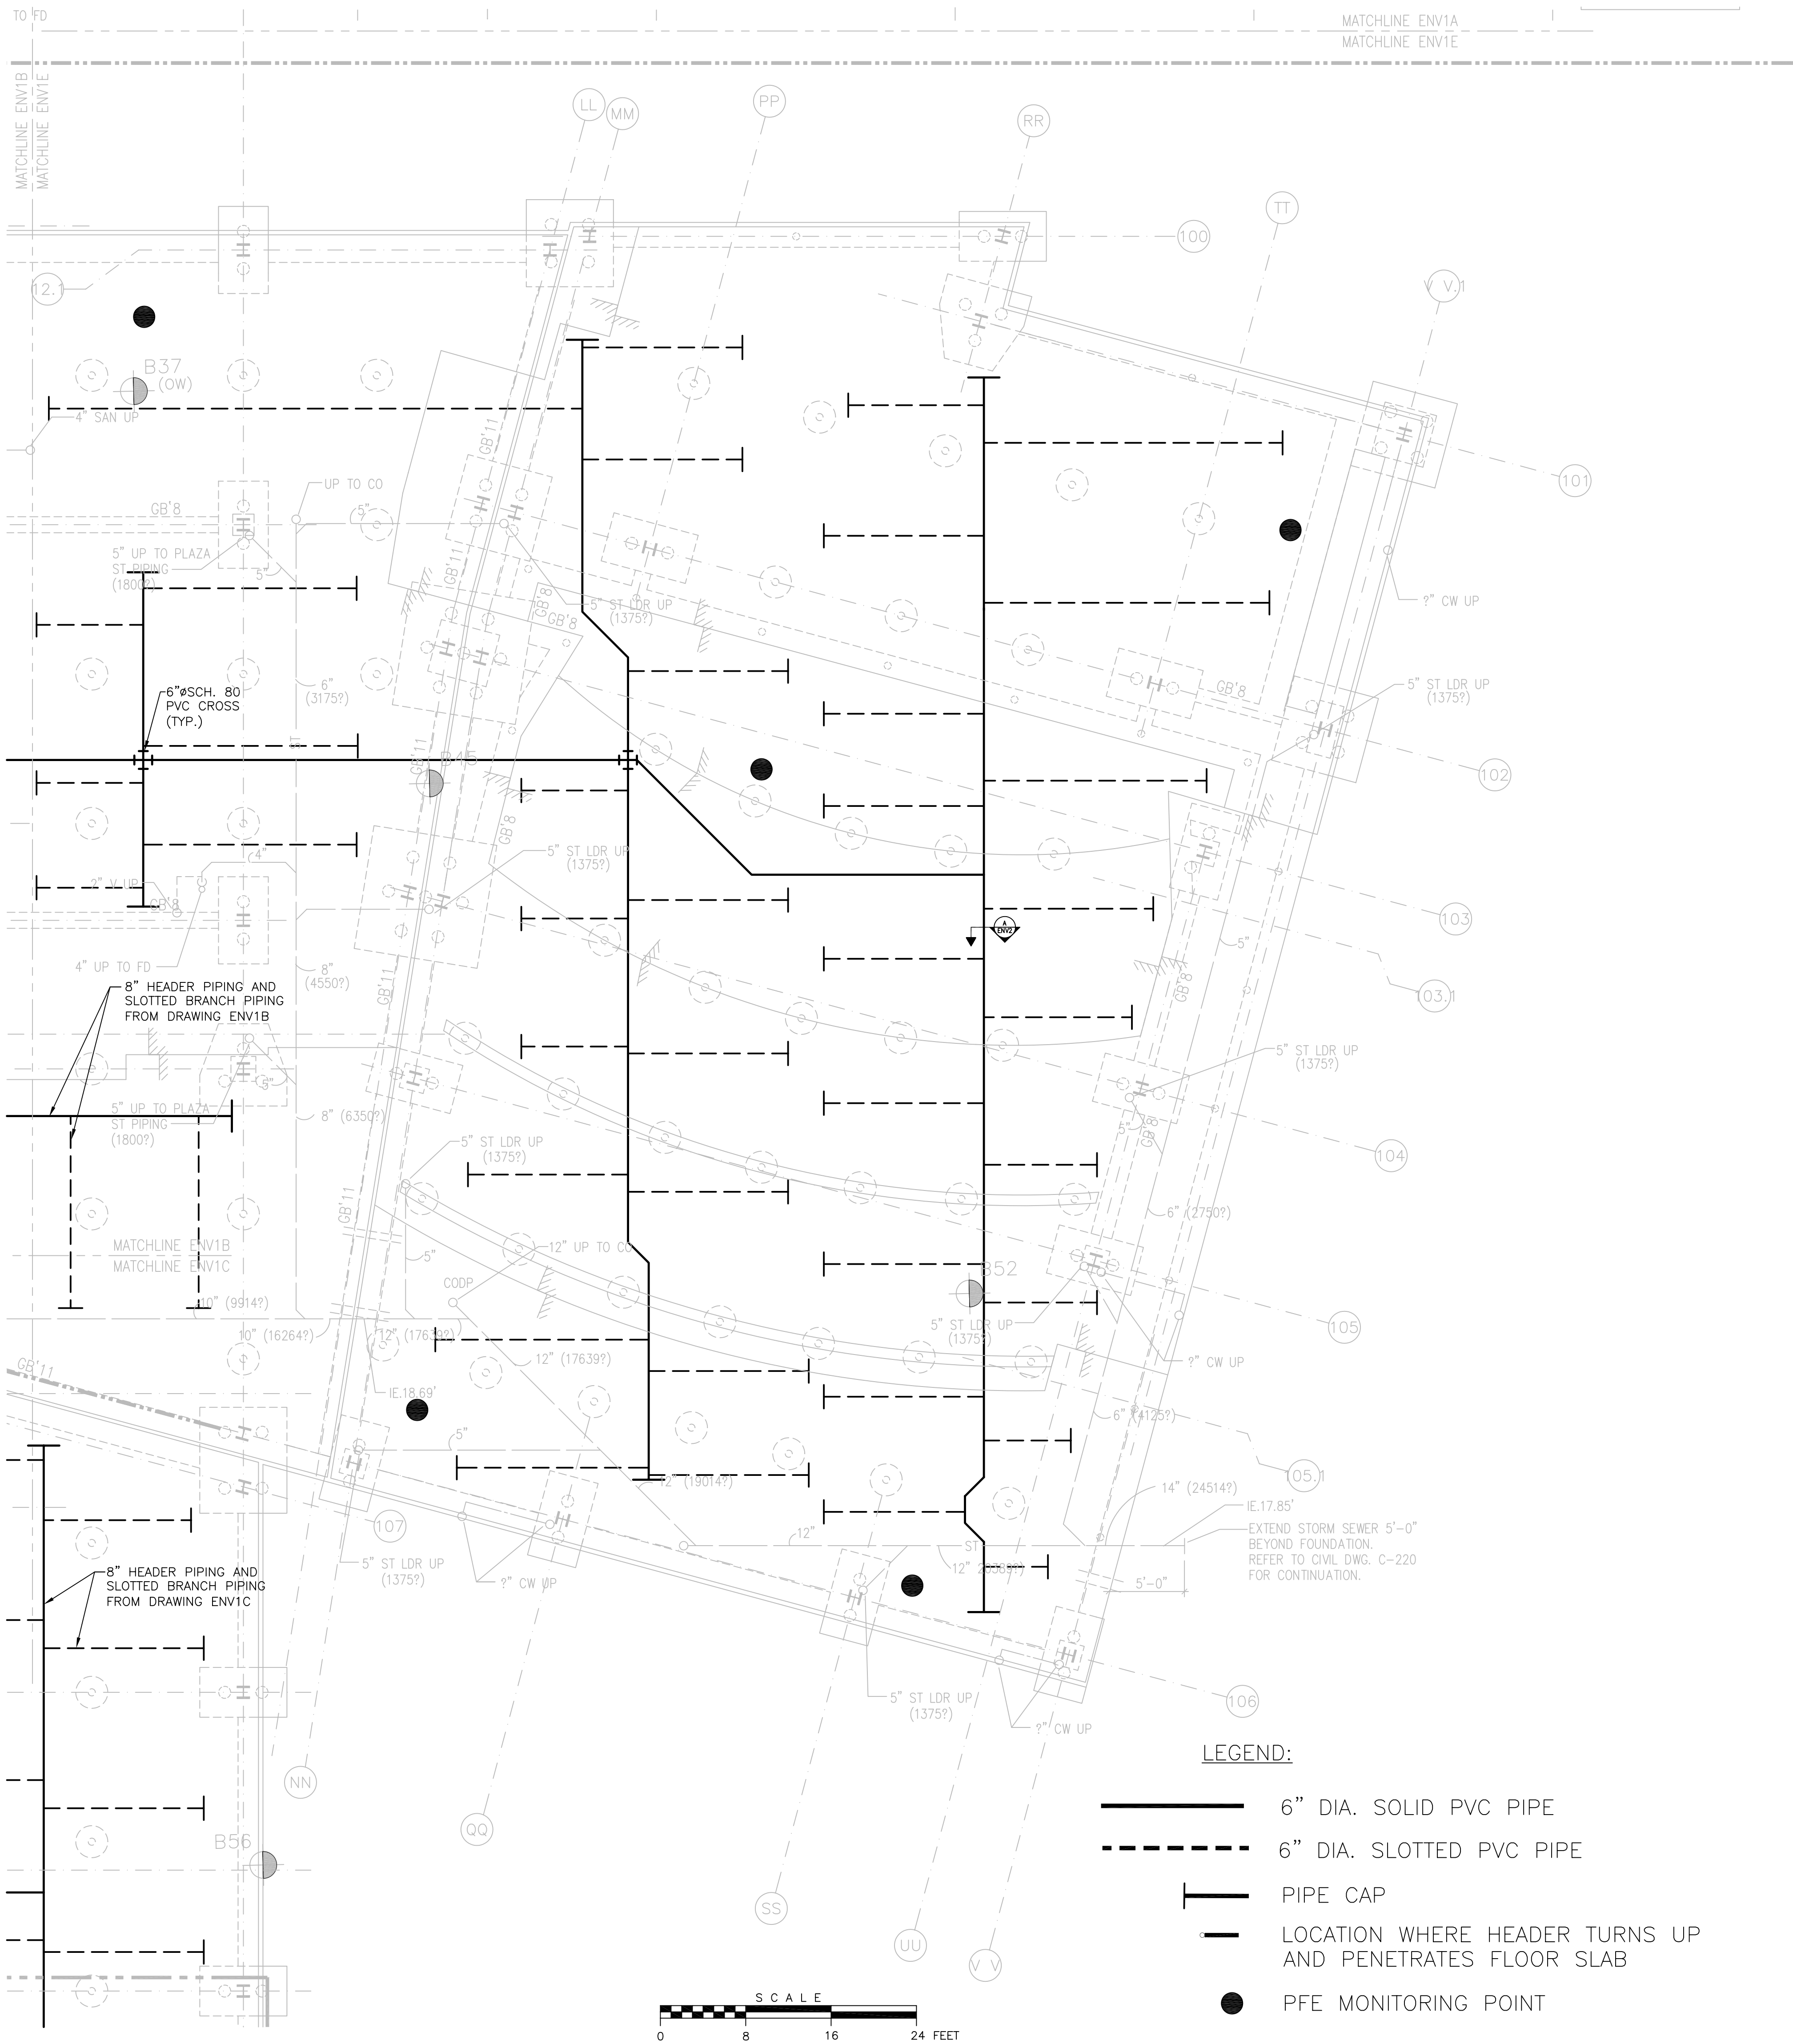 TO FD
MATCHLINE ENV1A
MATCHLINE ENV1E
MATCHLINE ENV1B
MATCHLINE ENV1E
LL
MM
PP
RR
TT
V V.1
100
12.1
B37
(OW)
4" SAN UP
GB'11
101
UP TO CO
5"
GB'8
5" UP TO PLAZA
ST PIPING
(1800?)
5"
GB'11
GB'8
GB'8
5" ST LDR UP
(1375?)
?" CW UP
6"øSCH. 80
PVC CROSS
(TYP.)
6"
(3175?)
ST
GB'11
B45
GB'8
5" ST LDR UP
(1375?)
102
GB'8
4"
5" ST LDR UP
(1375?)
2" V UP
GB'8
103
A
ENV2
5"
4" UP TO FD
8"
(4550?)
GB'11
GB'8
103.1
8" HEADER PIPING AND
SLOTTED BRANCH PIPING
FROM DRAWING ENV1B
5"
5" ST LDR UP
(1375?)
5" UP TO PLAZA
ST PIPING
(1800?)
8" (6350?)
5"
GB'8
104
5" ST LDR UP
(1375?)
GB'11
6" (2750?)
MATCHLINE ENV1B
MATCHLINE ENV1C
5"
12" UP TO CO
CODP
B52
10" (9914?)
10" (16264?)
12" (17639?)
5" ST LDR UP
(1375?)
105
12" (17639?)
?" CW UP
GB'11
IE.18.69'
6" (4125?)
5"
12" (19014?)
105.1
14" (24514?)
IE.17.85'
107
12"
ST
EXTEND STORM SEWER 5'-0"
BEYOND FOUNDATION.
REFER TO CIVIL DWG. C-220
FOR CONTINUATION.
5" ST LDR UP
(1375?)
?" CW UP
12" 20389?)
5'-0"
8" HEADER PIPING AND
SLOTTED BRANCH PIPING
FROM DRAWING ENV1C
5" ST LDR UP
(1375?)
106
?" CW UP
NN
QQ
B56
SS
UU
V V
LEGEND:
6" DIA. SOLID PVC PIPE
6" DIA. SLOTTED PVC PIPE
PIPE CAP
LOCATION WHERE HEADER TURNS UP
AND PENETRATES FLOOR SLAB
PFE MONITORING POINT
SCALE
0 8 16 24 FEET